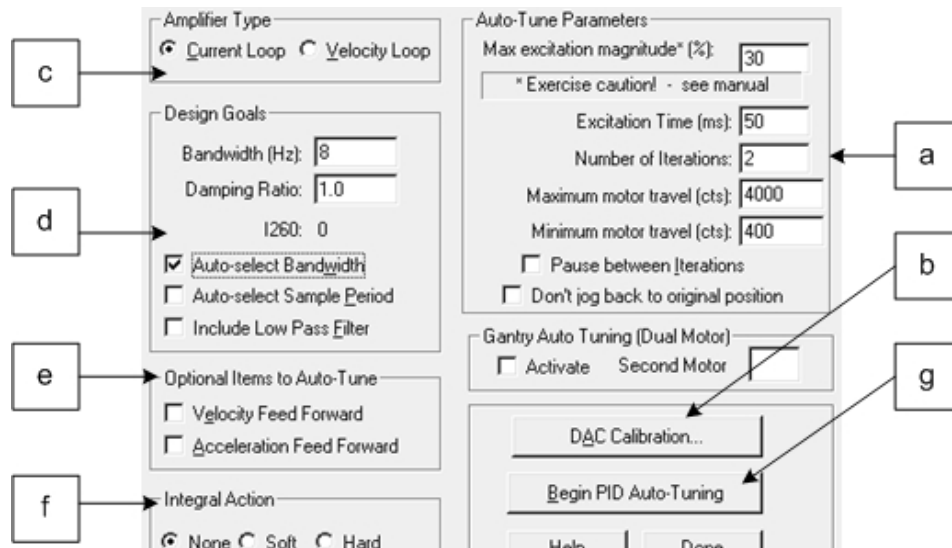 Amplifier Type
Current Loop Velocity Loop
c
Design Goals
Bandwidth (Hz): 8
Damping Ratio: 1.0
I260: 0
d
Auto-select Bandwidth
Auto-select Sample Period
Include Low Pass Filter
e
Optional Items to Auto-Tune
Velocity Feed Forward
Acceleration Feed Forward
f
Integral Action
None Soft Hard
Auto-Tune Parameters
Max excitation magnitude* (%): 30
* Exercise caution! - see manual
Excitation Time (ms): 50
Number of Iterations: 2
a
Maximum motor travel (cts): 4000
Minimum motor travel (cts): 400
Pause between Iterations
Don't jog back to original position
b
Gantry Auto Tuning (Dual Motor)
Activate Second Motor
g
DAC Calibration...
Begin PID Auto-Tuning
Help Done